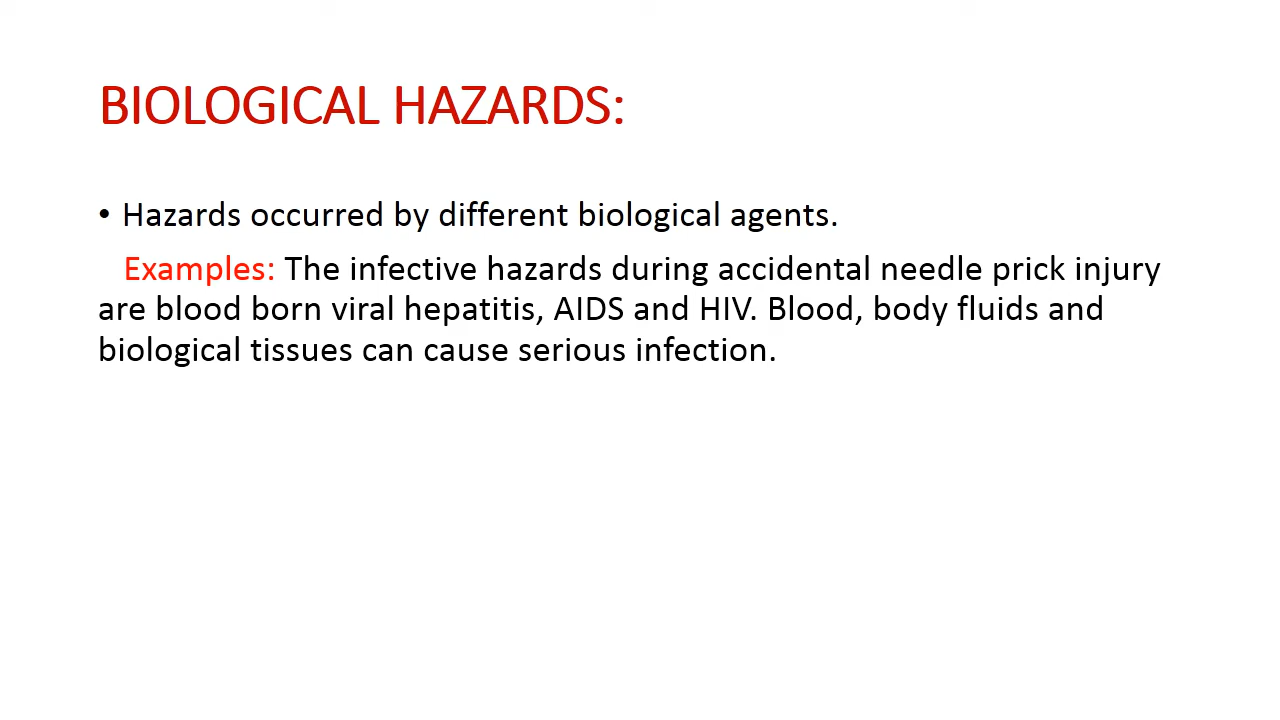 BIOLOGICAL HAZARDS:
• Hazards occurred by different biological agents.
Examples: The infective hazards during accidental needle prick injury
are blood born viral hepatitis, AIDS and HIV. Blood, body fluids and
biological tissues can cause serious infection.